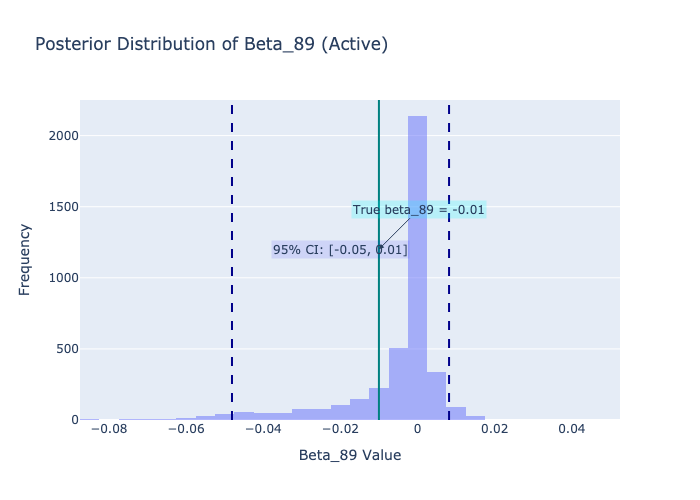 Posterior Distribution of Beta_89 (Active)
2000
1500
1000
500
0
Frequency
True beta_89 = -0.01
95% CI: [-0.05, 0.01]
−0.08
−0.06
−0.04
−0.02
0
0.02
0.04
Beta_89 Value